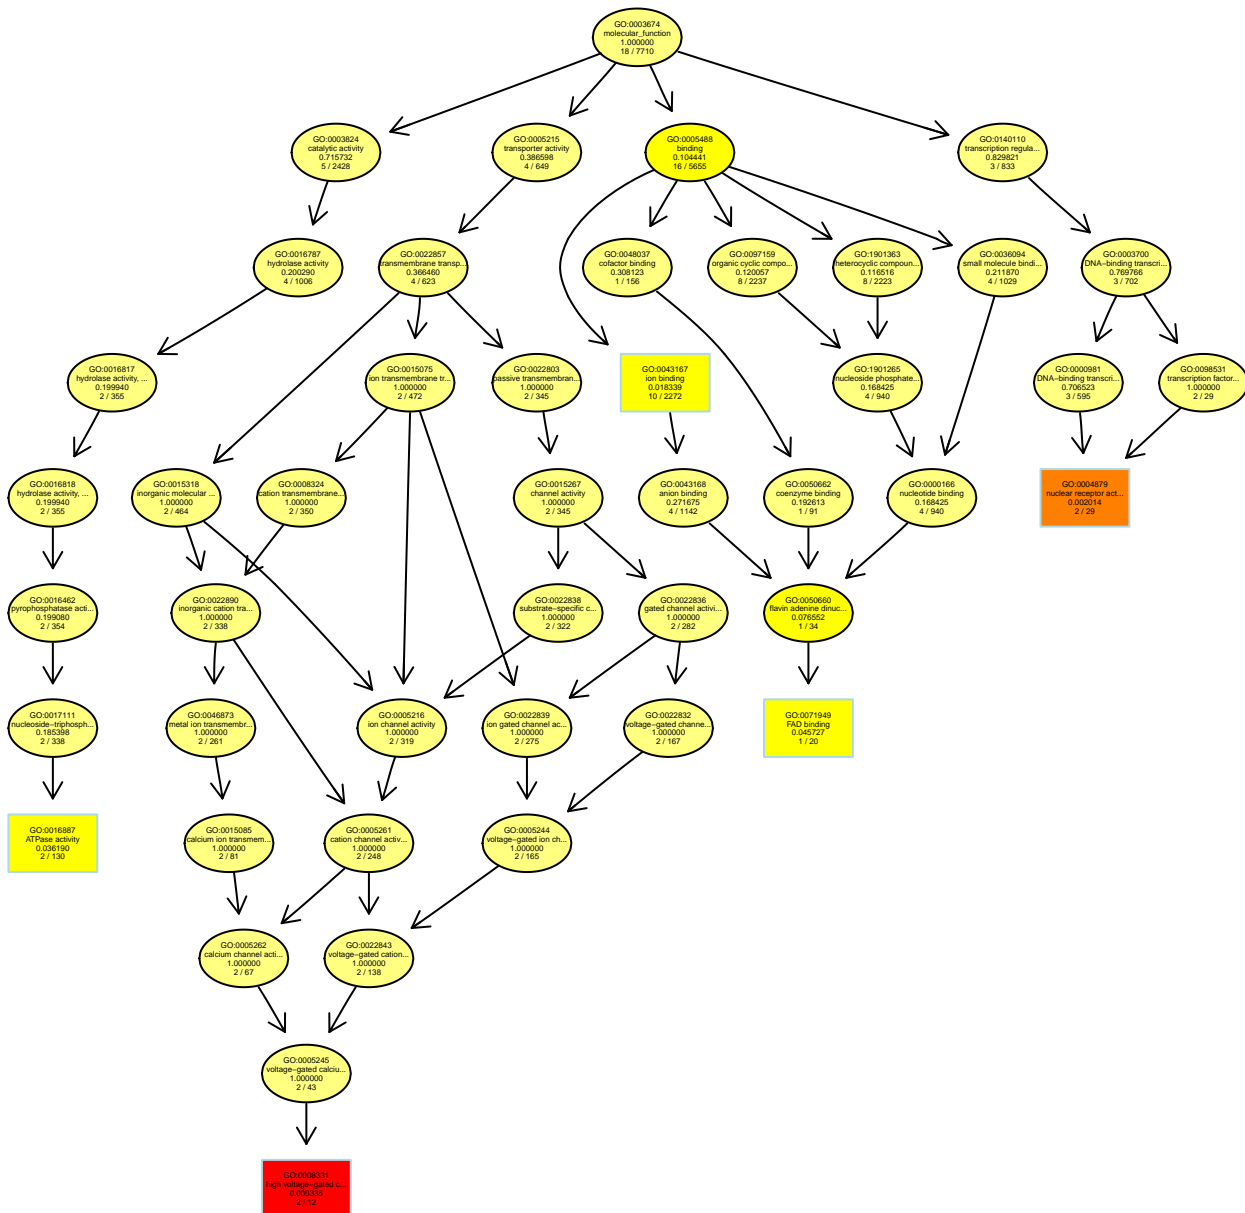 GO:0003674
molecular_function
1.000000
18 / 7710
GO:0003824
catalytic activity
0.715732
5 / 2428
GO:0005215
transporter activity
0.386598
4 / 649
GO:0005488
binding
0.104441
16 / 5655
GO:0140110
transcription regula...
0.829821
3 / 833
GO:0016787
hydrolase activity
0.200290
4 / 1006
GO:0022857
transmembrane transp...
0.366460
4 / 623
GO:0048037
cofactor binding
0.308123
1 / 156
GO:0097159
organic cyclic compo...
0.120057
8 / 2237
GO:1901363
heterocyclic compoun...
0.116516
8 / 2223
GO:0036094
small molecule bindi...
0.211870
4 / 1029
GO:0003700
DNA−binding transcri...
0.769766
3 / 702
GO:0016817
hydrolase activity, ...
0.199940
2 / 355
GO:0015075
ion transmembrane tr...
1.000000
2 / 472
GO:0022803
passive transmembran...
1.000000
2 / 345
GO:0043167
ion binding
0.018339
10 / 2272
GO:1901265
nucleoside phosphate...
0.168425
4 / 940
GO:0000981
DNA−binding transcri...
0.706523
3 / 595
GO:0098531
transcription factor...
1.000000
2 / 29
GO:0016818
hydrolase activity, ...
0.199940
2 / 355
GO:0015318
inorganic molecular ...
1.000000
2 / 464
GO:0008324
cation transmembrane...
1.000000
2 / 350
GO:0015267
channel activity
1.000000
2 / 345
GO:0043168
anion binding
0.271675
4 / 1142
GO:0050662
coenzyme binding
0.192613
1 / 91
GO:0000166
nucleotide binding
0.168425
4 / 940
GO:0004879
nuclear receptor act...
0.002014
2 / 29
GO:0016462
pyrophosphatase acti...
0.199080
2 / 354
GO:0022890
inorganic cation tra...
1.000000
2 / 338
GO:0022838
substrate−specific c...
1.000000
2 / 322
GO:0022836
gated channel activi...
1.000000
2 / 282
GO:0050660
flavin adenine dinuc...
0.076552
1 / 34
GO:0017111
nucleoside−triphosph...
0.185398
2 / 338
GO:0046873
metal ion transmembr...
1.000000
2 / 261
GO:0005216
ion channel activity
1.000000
2 / 319
GO:0022839
ion gated channel ac...
1.000000
2 / 275
GO:0022832
voltage−gated channe...
1.000000
2 / 167
GO:0071949
FAD binding
0.045727
1 / 20
GO:0016887
ATPase activity
0.036190
2 / 130
GO:0015085
calcium ion transmem...
1.000000
2 / 81
GO:0005261
cation channel activ...
1.000000
2 / 248
GO:0005244
voltage−gated ion ch...
1.000000
2 / 165
GO:0005262
calcium channel acti...
1.000000
2 / 67
GO:0022843
voltage−gated cation...
1.000000
2 / 138
GO:0005245
voltage−gated calciu...
1.000000
2 / 43
GO:0008331
high voltage−gated c...
0.000335
2 / 12